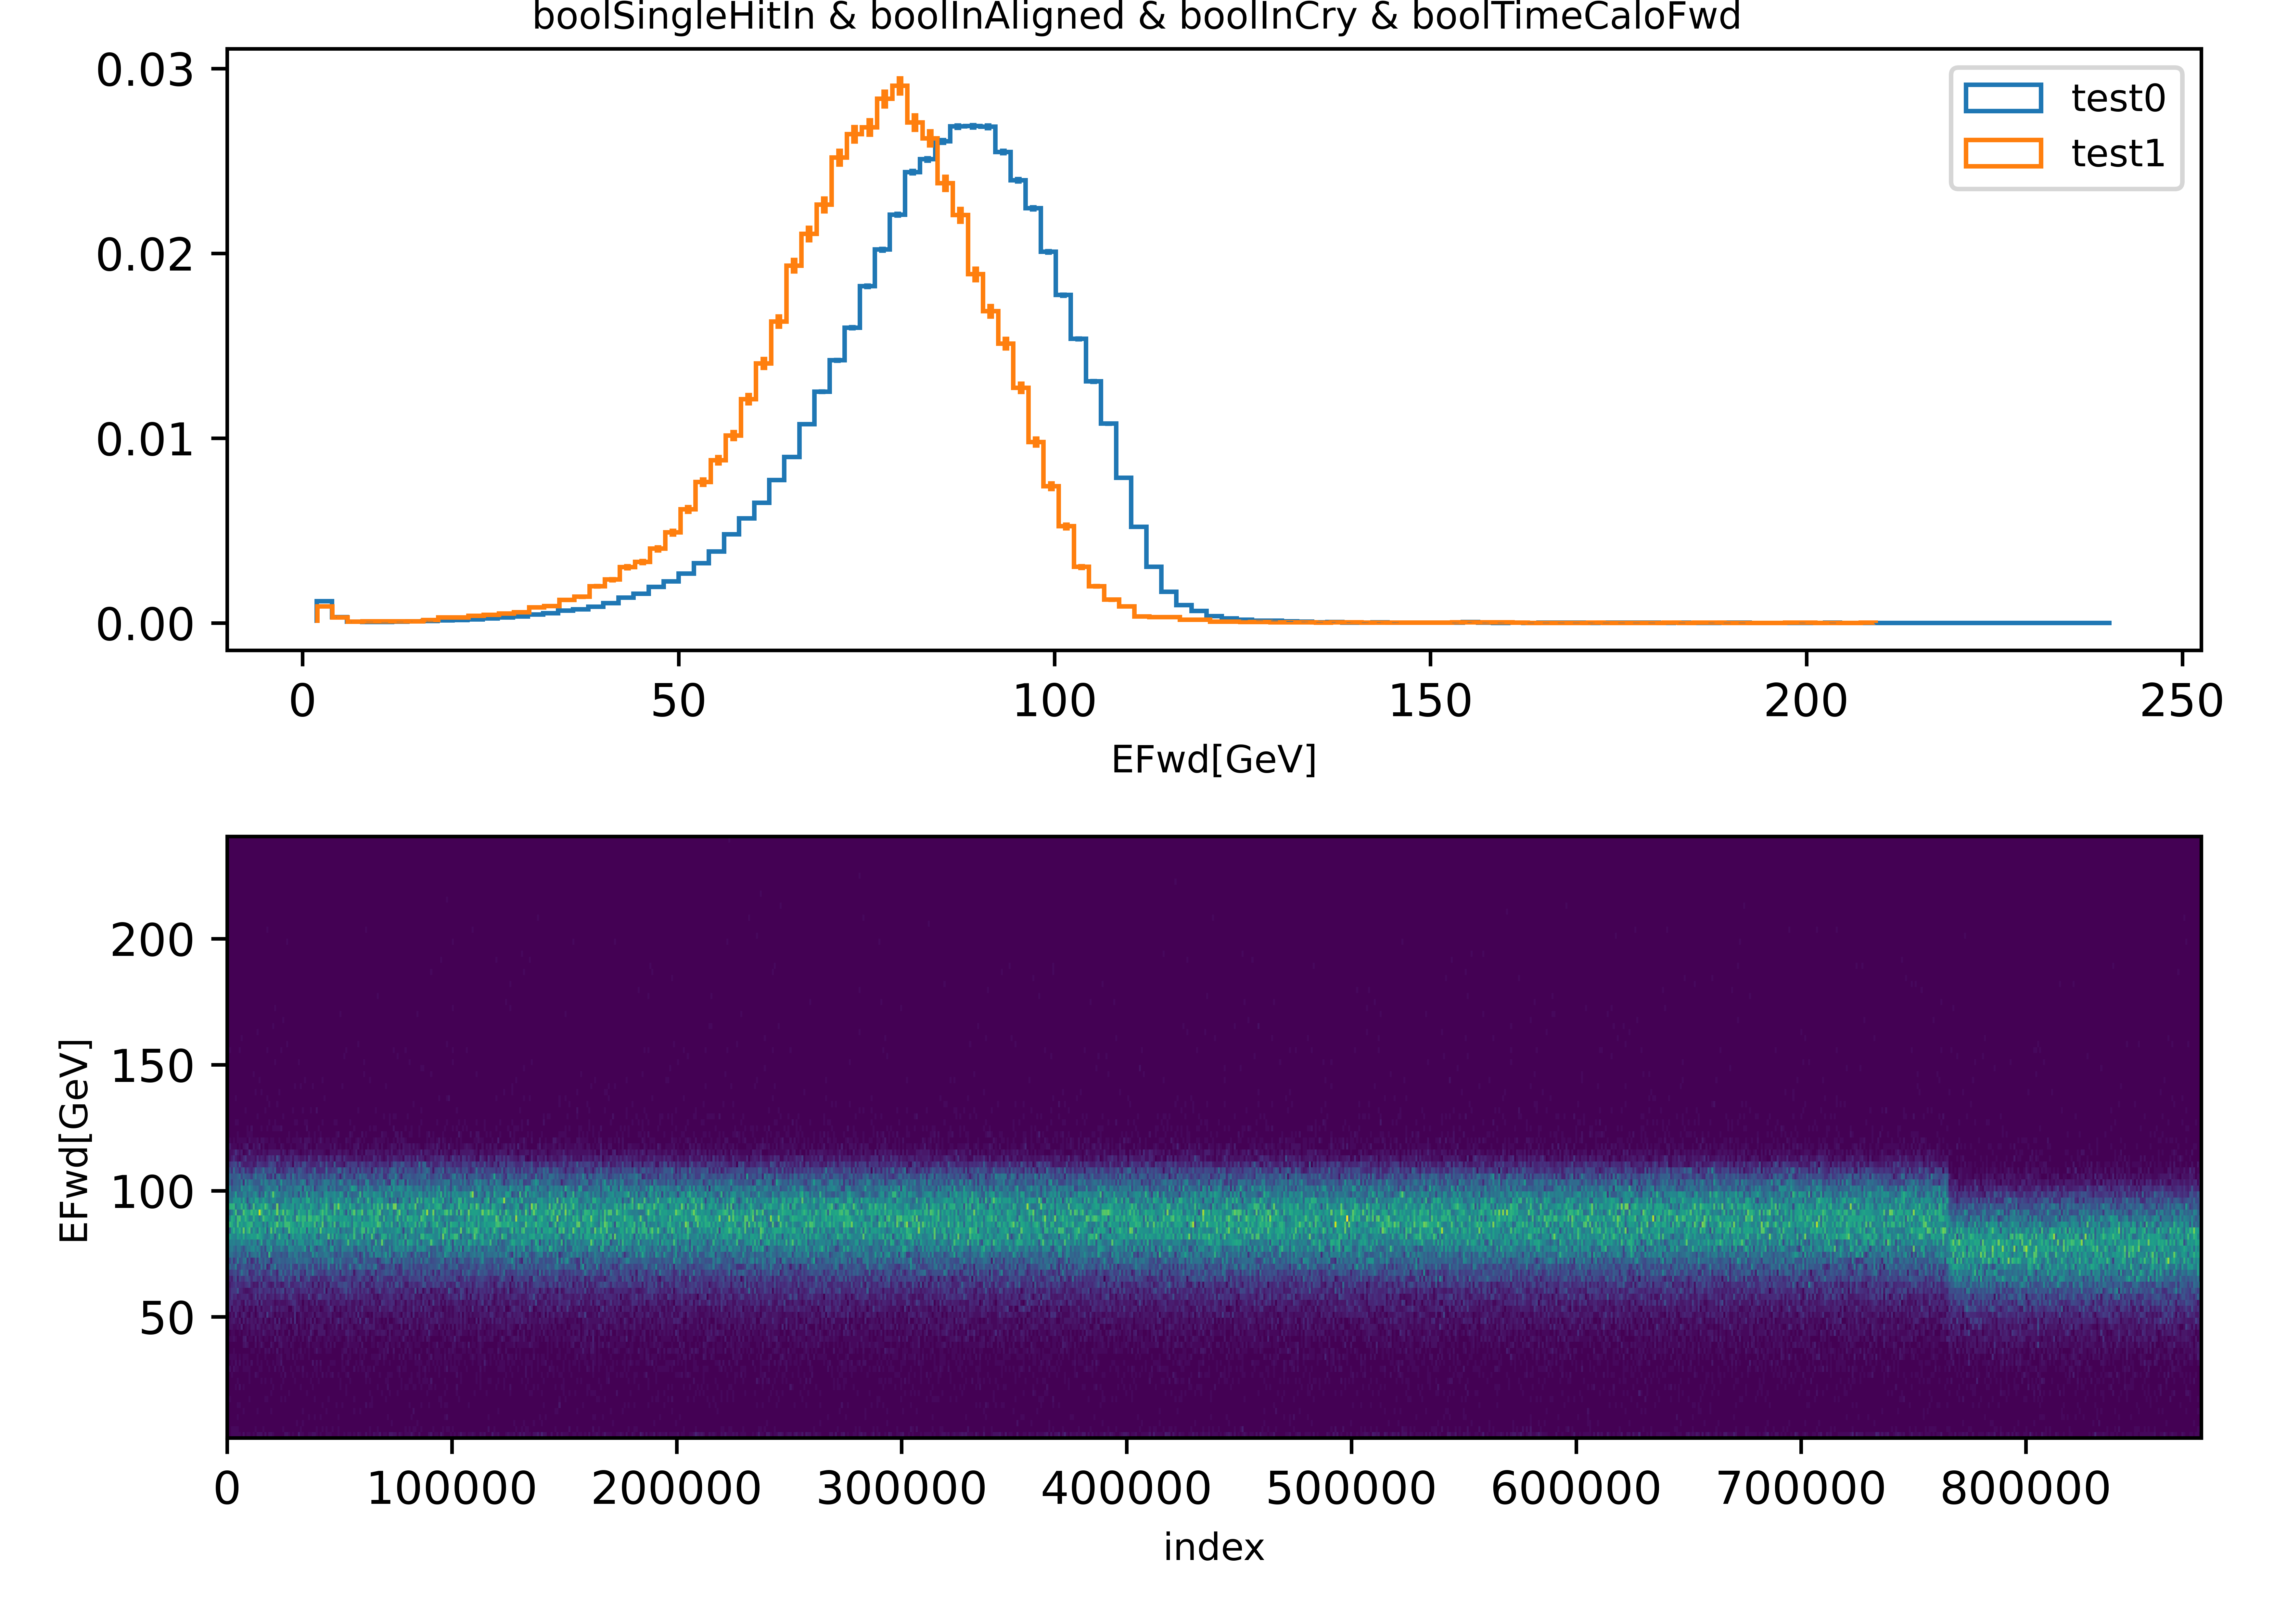 boolSingleHitIn & boolInAligned & boolInCry & boolTimeCaloFwd
0.03
0.02
0.01
0.00
test0
test1
0 50 100 150 200 250
EFwd[GeV]
200
150
100
50
EFwd[GeV]
0 100000 200000 300000 400000 500000 600000 700000 800000
index